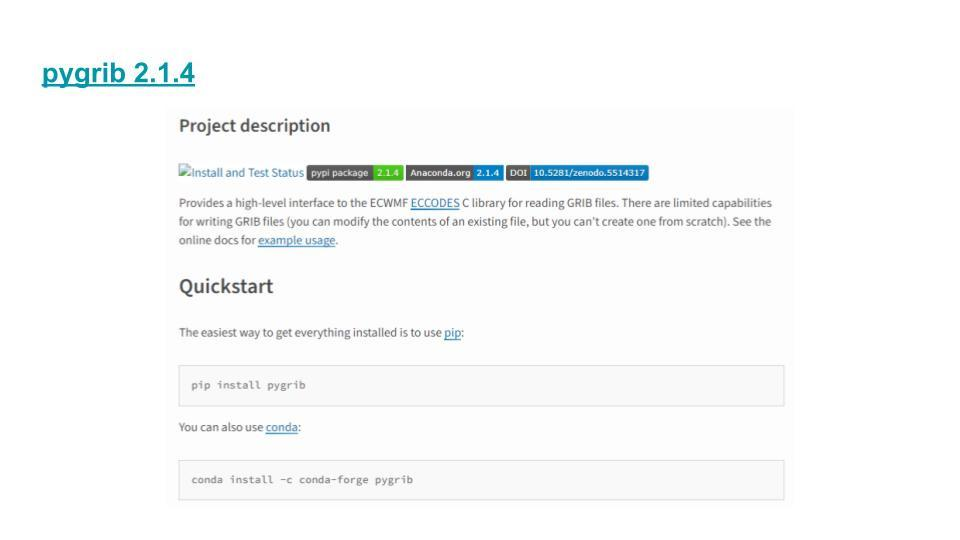 pygrib 2.1.4
Project description
Install and Test Status pypi package 2.1.4 Anaconda.org 2.1.4 DOI 10.5281/zenodo.5514317
Provides a high-level interface to the ECWMF ECCODES C library for reading GRIB files. There are limited capabilities
for writing GRIB files (you can modify the contents of an existing file, but you can't create one from scratch). See the
online docs for example usage.
Quickstart
The easiest way to get everything installed is to use pip:
pip install pygrib
You can also use conda:
conda install -c conda-forge pygrib